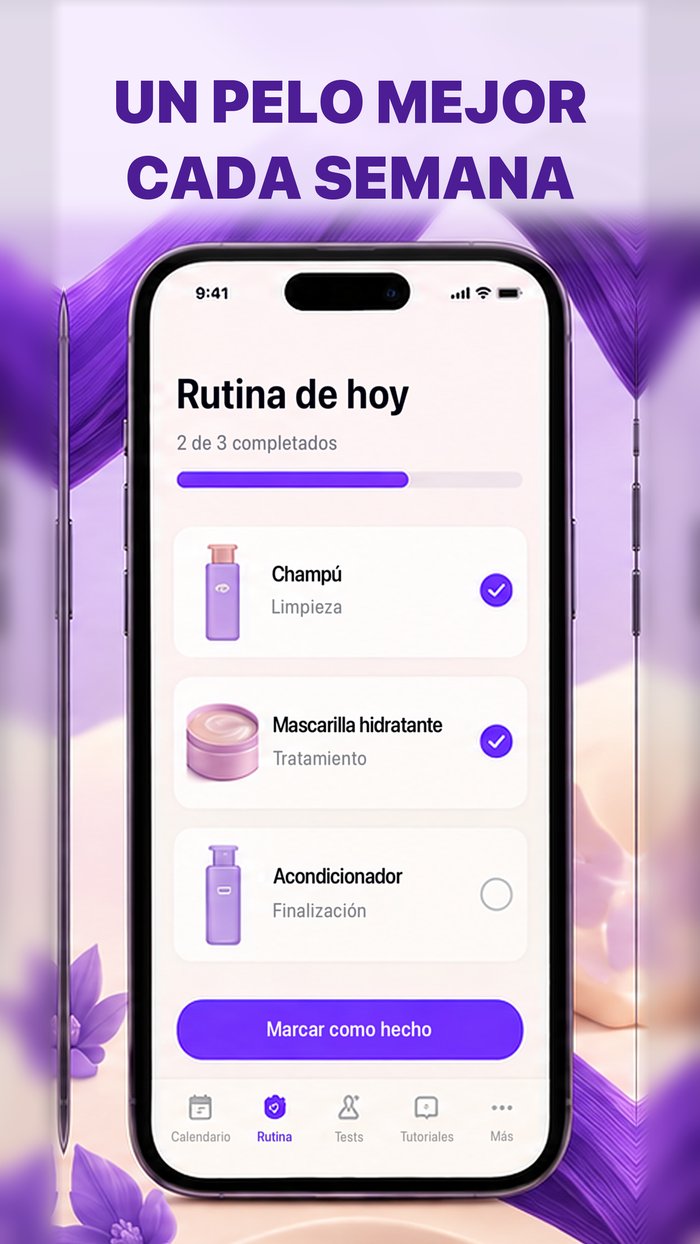 UN PELO MEJOR
CADA SEMANA
9:41
Rutina de hoy
2 de 3 completados
Champú
Limpieza
Mascarilla hidratante
Tratamiento
Acondicionador
Finalización
Marcar como hecho
Calendario
Rutina
Tests
Tutoriales
Más